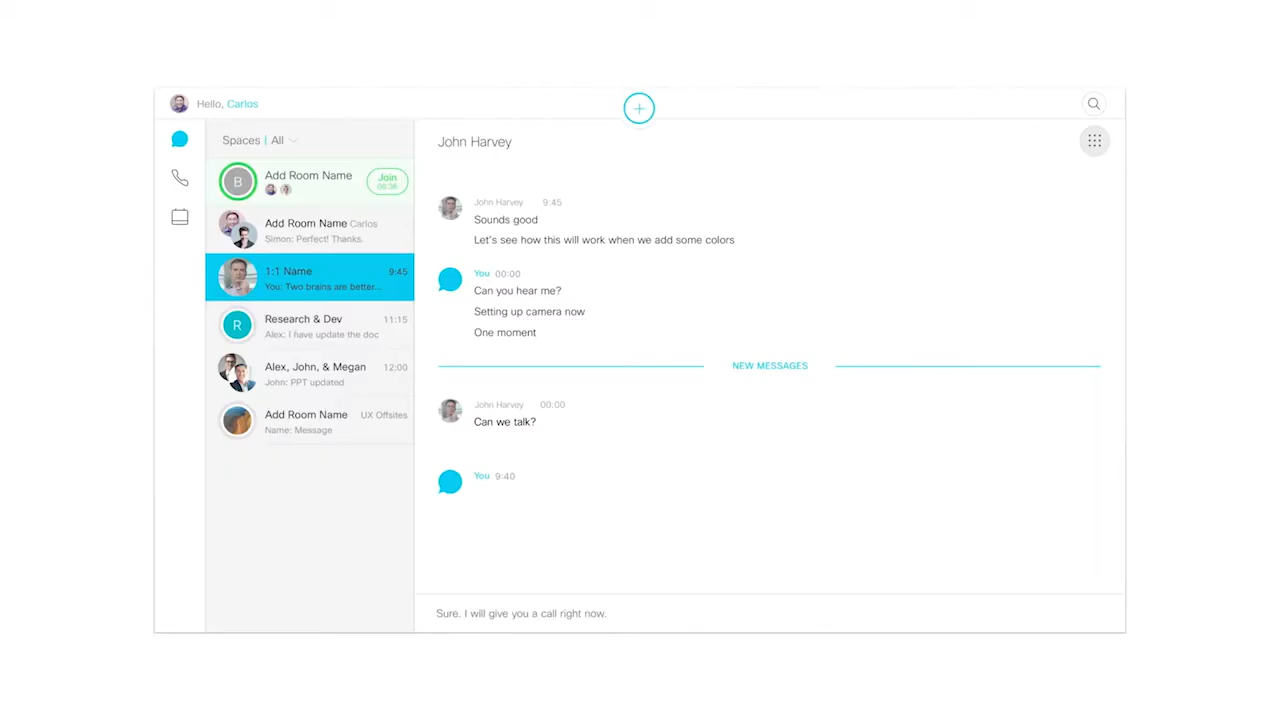 Hello, Carlos
Spaces | All
B
Add Room Name
Join
06:36
Add Room Name Carlos
Simon: Perfect! Thanks.
1:1 Name 9:45
You: Two brains are better...
R
Research & Dev 11:15
Alex: I have update the doc
Alex, John, & Megan 12:00
John: PPT updated
Add Room Name UX Offsites
Name: Message
John Harvey
John Harvey 9:45
Sounds good
Let's see how this will work when we add some colors
You 00:00
Can you hear me?
Setting up camera now
One moment
NEW MESSAGES
John Harvey 00:00
Can we talk?
You 9:40
Sure. I will give you a call right now.